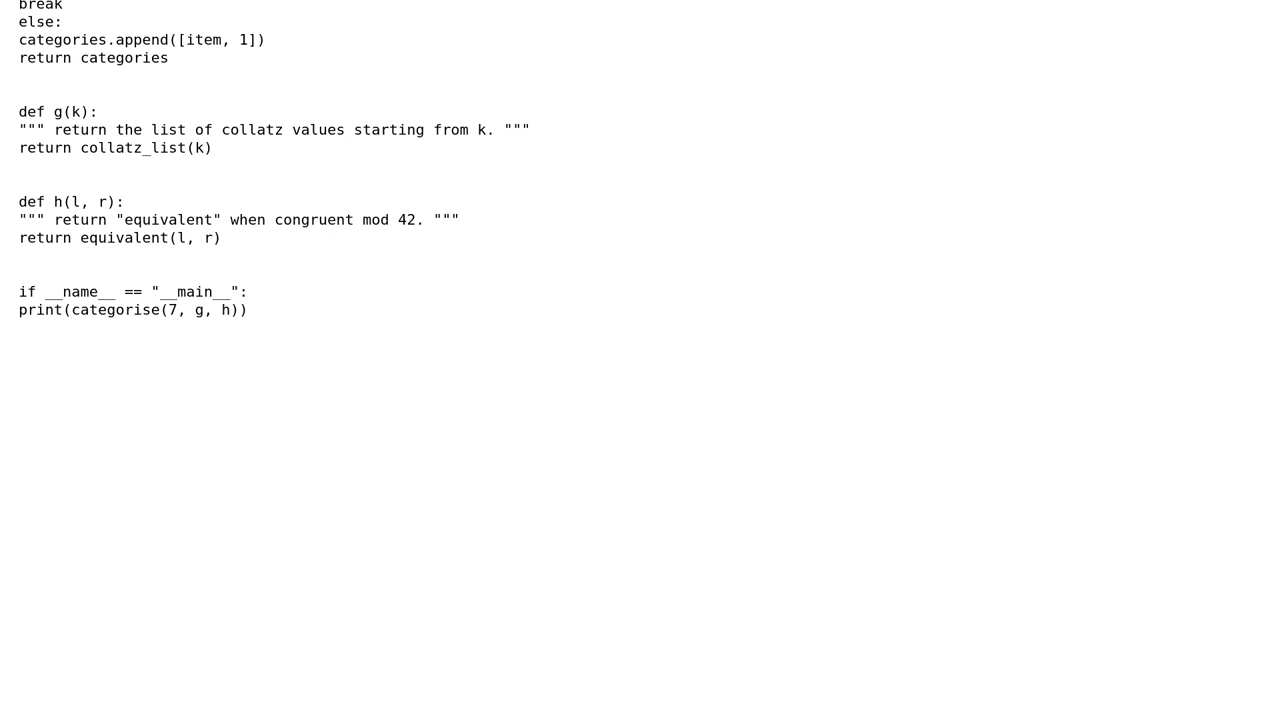 break
else:
categories.append([item, 1])
return categories
def g(k):
""" return the list of collatz values starting from k. """
return collatz_list(k)
def h(l, r):
""" return "equivalent" when congruent mod 42. """
return equivalent(l, r)
if __name__ == "__main__":
print(categorise(7, g, h))